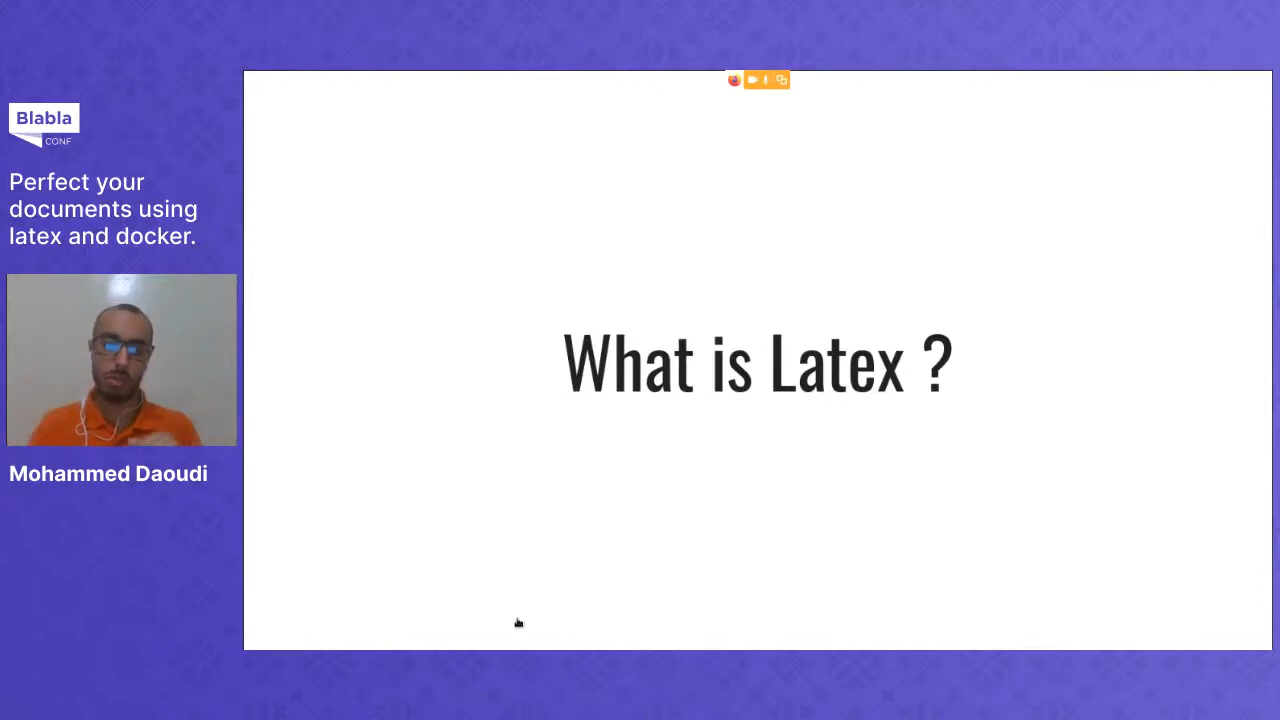 Blabla
CONF
Perfect your
documents using
latex and docker.
Mohammed Daoudi
What is Latex ?